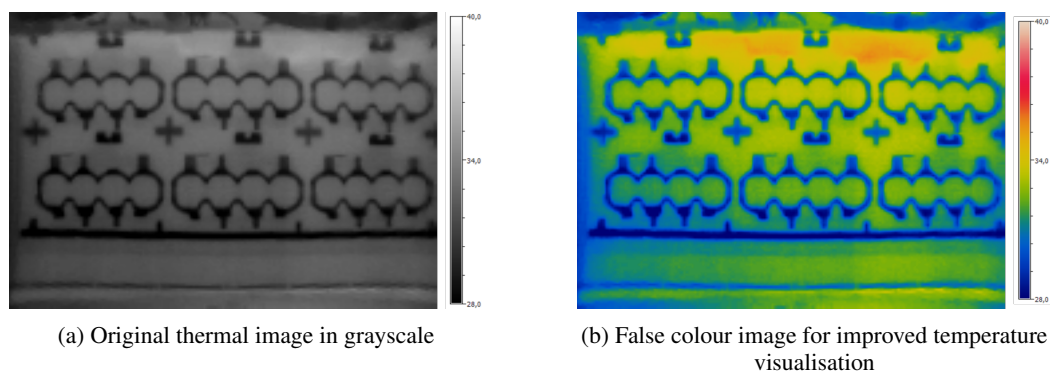 40,0
34,0
28,0
40,0
34,0
28,0
(a) Original thermal image in grayscale
(b) False colour image for improved temperature
visualisation